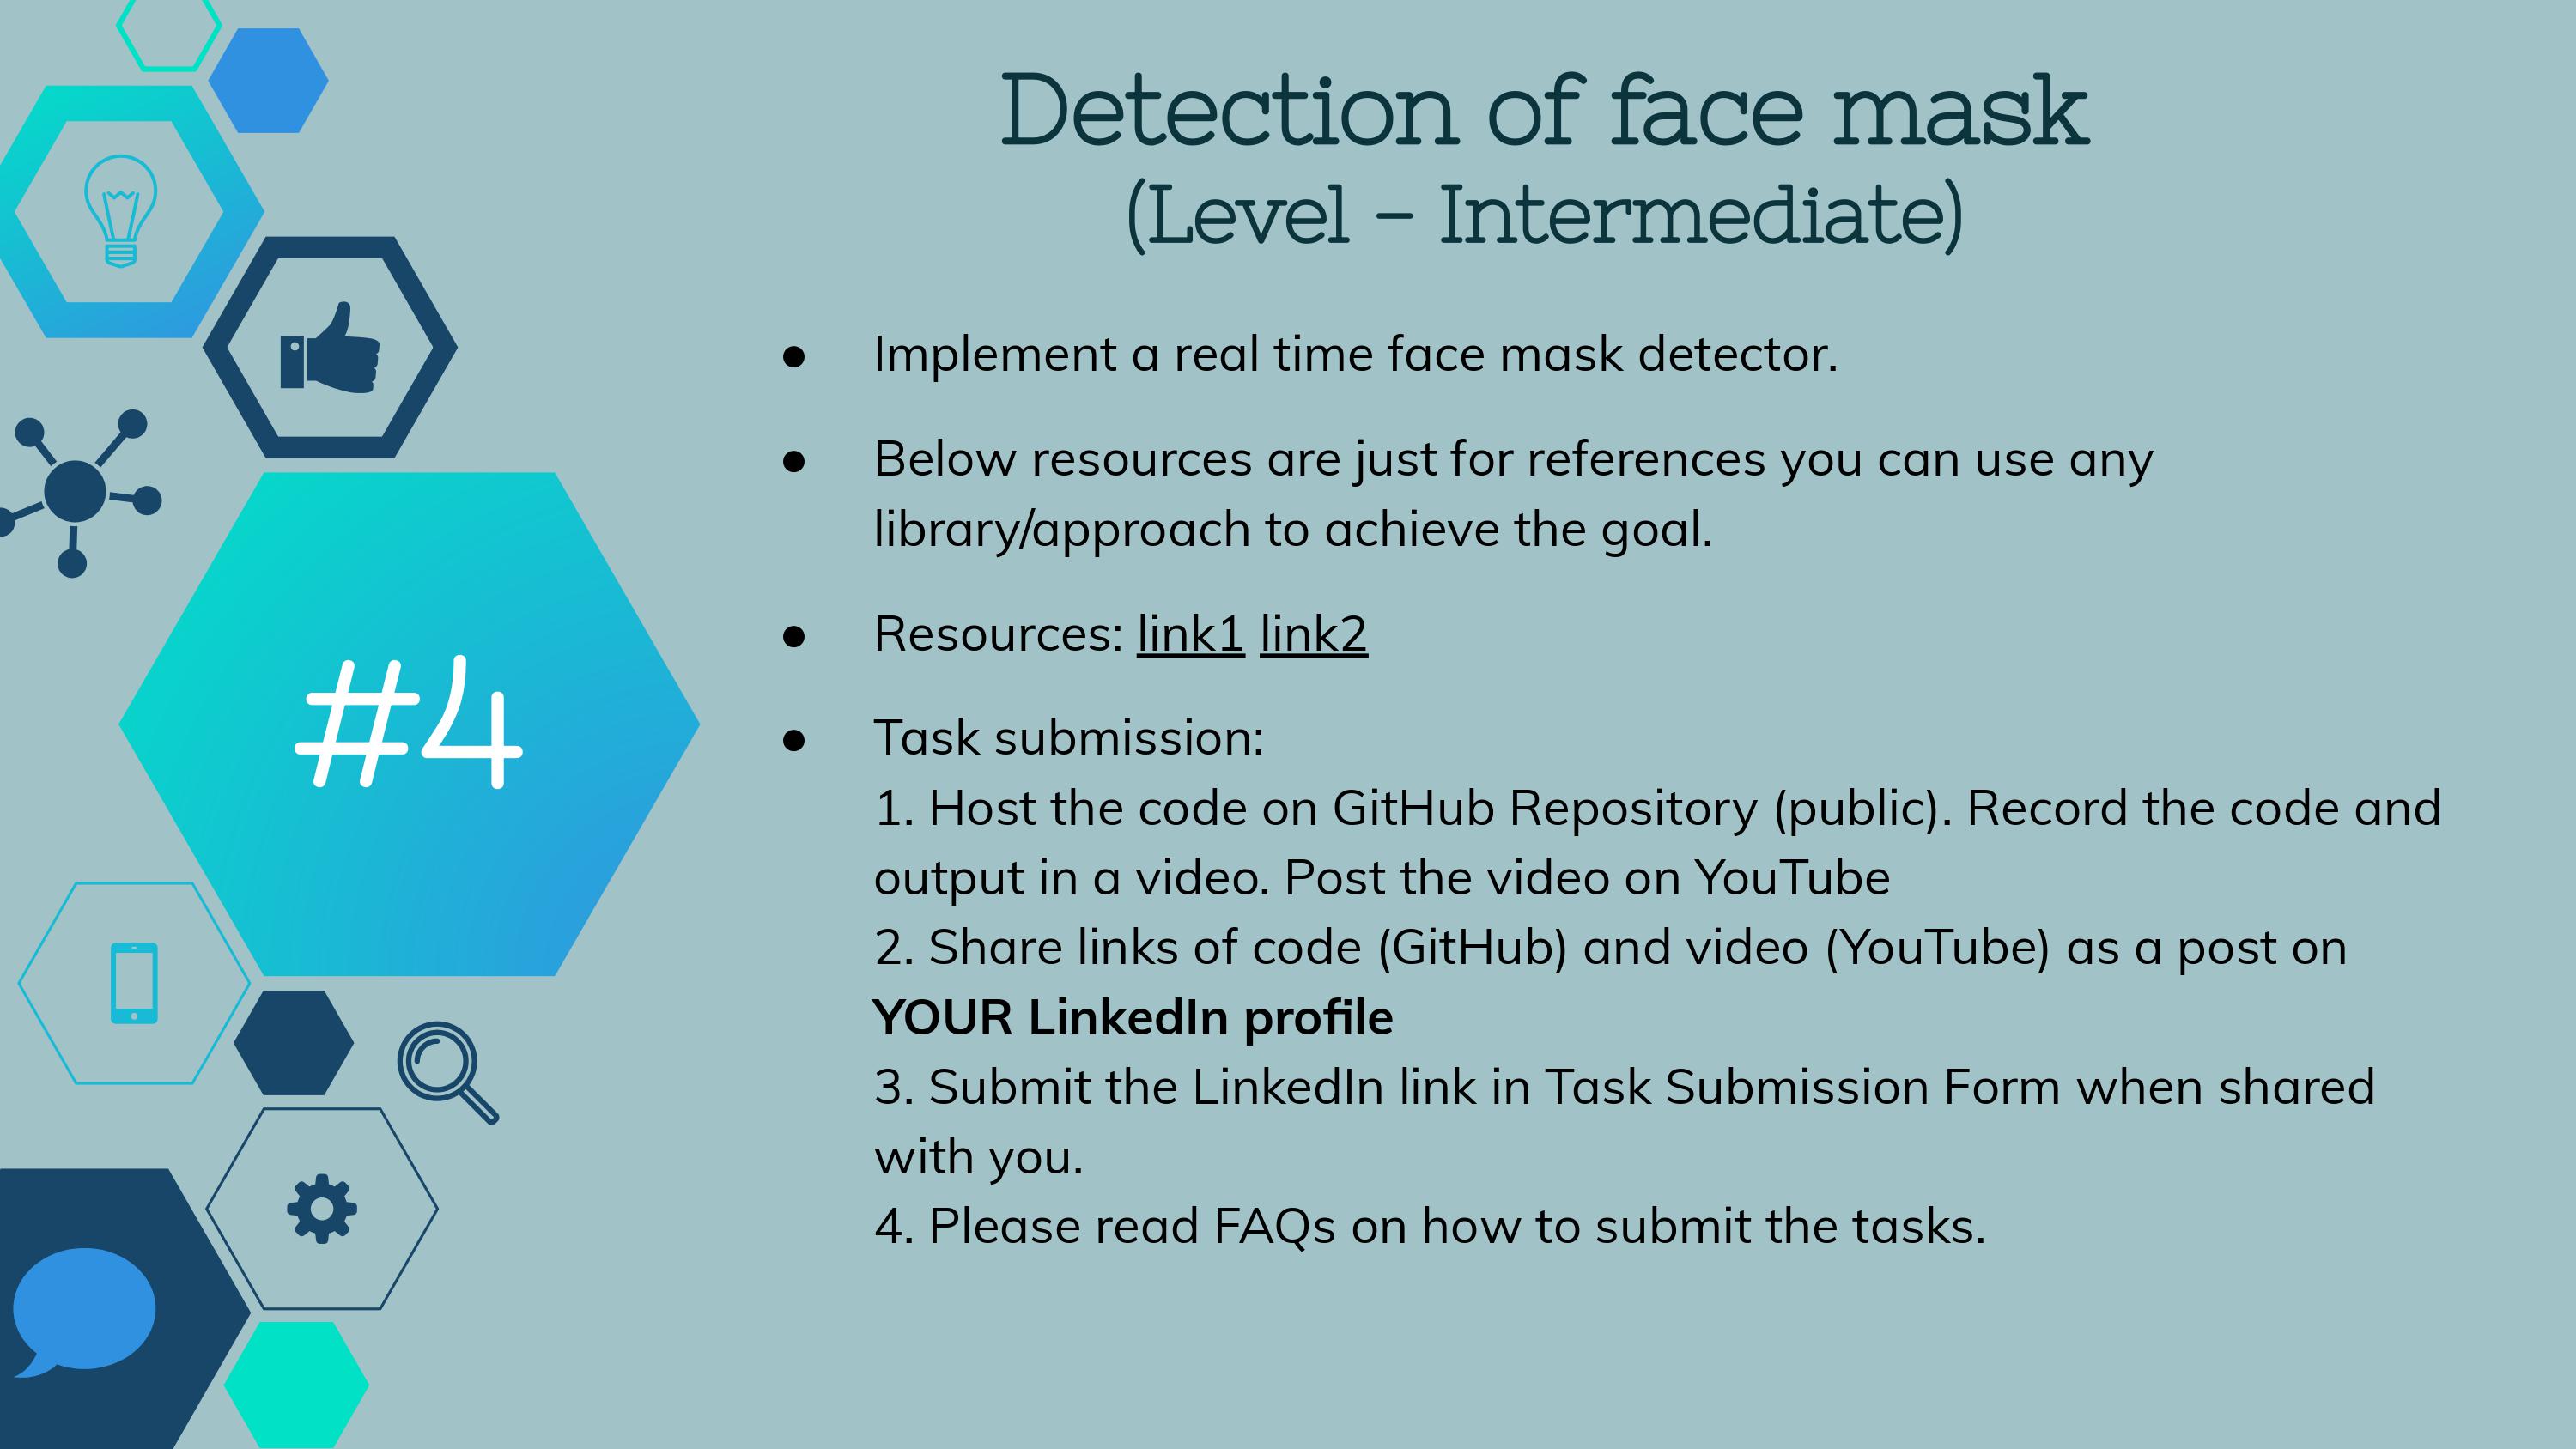 Detection of face mask
(Level - Intermediate)
● Implement a real time face mask detector.
● Below resources are just for references you can use any
library/approach to achieve the goal.
● Resources: link1 link2
● Task submission:
1. Host the code on GitHub Repository (public). Record the code and
output in a video. Post the video on YouTube
2. Share links of code (GitHub) and video (YouTube) as a post on
YOUR LinkedIn profile
3. Submit the LinkedIn link in Task Submission Form when shared
with you.
4. Please read FAQs on how to submit the tasks.
#4